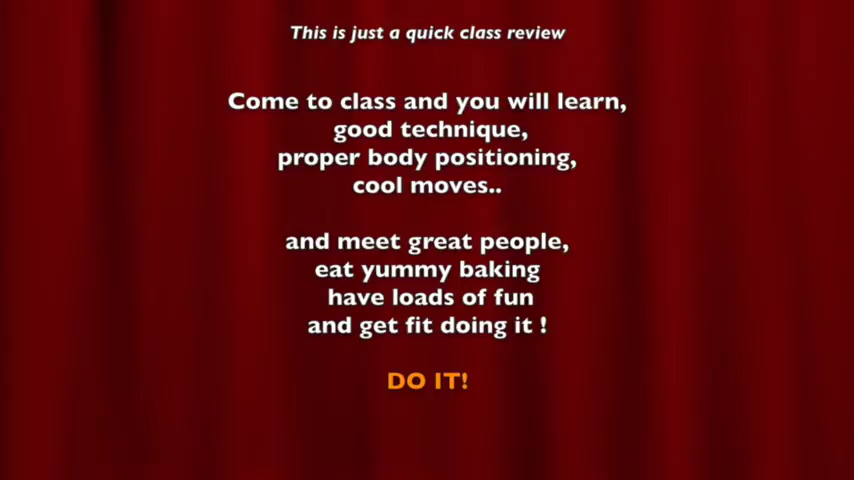 This is just a quick class review
Come to class and you will learn,
good technique,
proper body positioning,
cool moves..
and meet great people,
eat yummy baking
have loads of fun
and get fit doing it !
DO IT!